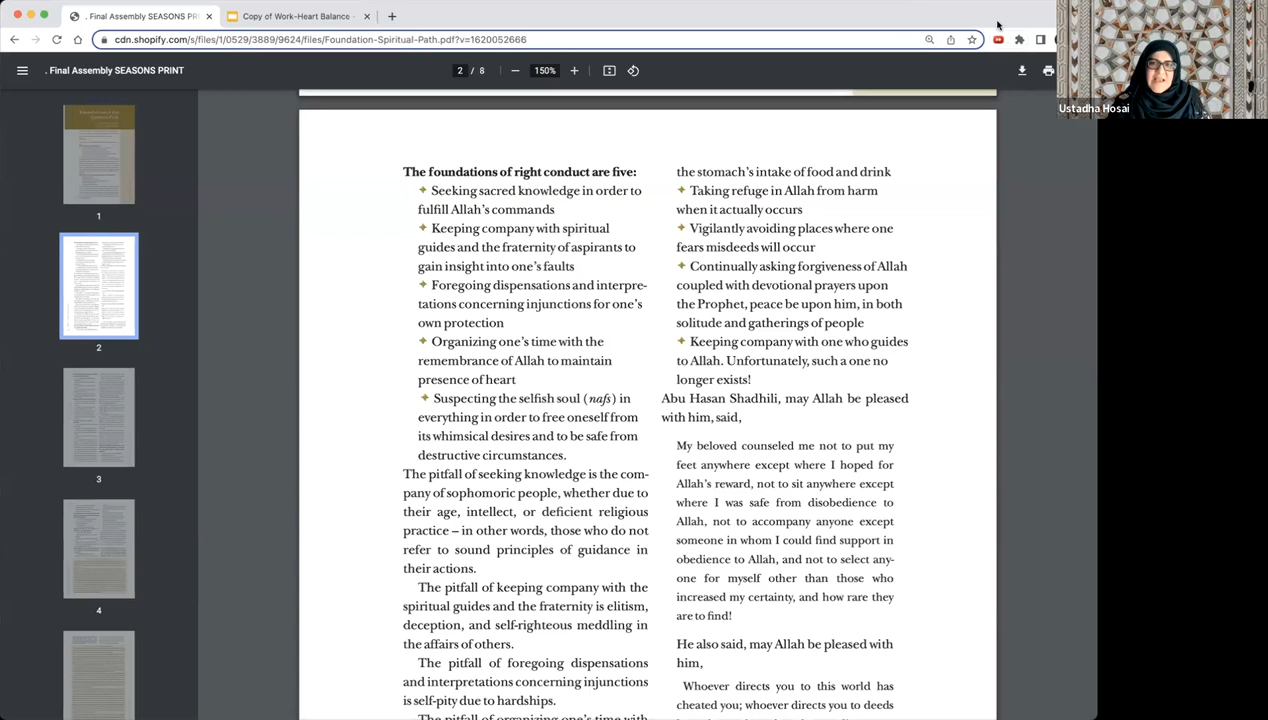 . Final Assembly SEASONS PRI
Copy of Work-Heart Balance -
cdn.shopify.com/s/files/1/0529/3889/9624/files/Foundation-Spiritual-Path.pdf?v=1620052666
. Final Assembly SEASONS PRINT
2 / 8
150%
Ustadha Hosai
1
2
3
4
The foundations of right conduct are five:
✦ Seeking sacred knowledge in order to
fulfill Allah's commands
✦ Keeping company with spiritual
guides and the fraternity of aspirants to
gain insight into one's faults
✦ Foregoing dispensations and interpre-
tations concerning injunctions for one's
own protection
✦ Organizing one's time with the
remembrance of Allah to maintain
presence of heart
✦ Suspecting the selfish soul (nafs) in
everything in order to free oneself from
its whimsical desires and to be safe from
destructive circumstances.
The pitfall of seeking knowledge is the com-
pany of sophomoric people, whether due to
their age, intellect, or deficient religious
practice – in other words, those who do not
refer to sound principles of guidance in
their actions.
The pitfall of keeping company with the
spiritual guides and the fraternity is elitism,
deception, and self-righteous meddling in
the affairs of others.
The pitfall of foregoing dispensations
and interpretations concerning injunctions
is self-pity due to hardships.
The pitfall of organizing one's time with
the stomach's intake of food and drink
✦ Taking refuge in Allah from harm
when it actually occurs
✦ Vigilantly avoiding places where one
fears misdeeds will occur
✦ Continually asking forgiveness of Allah
coupled with devotional prayers upon
the Prophet, peace upon him, in both
solitude and gatherings of people
✦ Keeping company with one who guides
to Allah. Unfortunately, such a one no
longer exists!
Abu Hasan Shadhili, may Allah be pleased
with him, said,
My beloved counseled me not to put my
feet anywhere except where I hoped for
Allah's reward, not to sit anywhere except
where I was safe from disobedience to
Allah, not to accompany anyone except
someone in whom I could find support in
obedience to Allah, and not to select any-
one for myself other than those who
increased my certainty, and how rare they
are to find!
He also said, may Allah be pleased with
him,
Whoever directs you to this world has
cheated you; whoever directs you to deeds